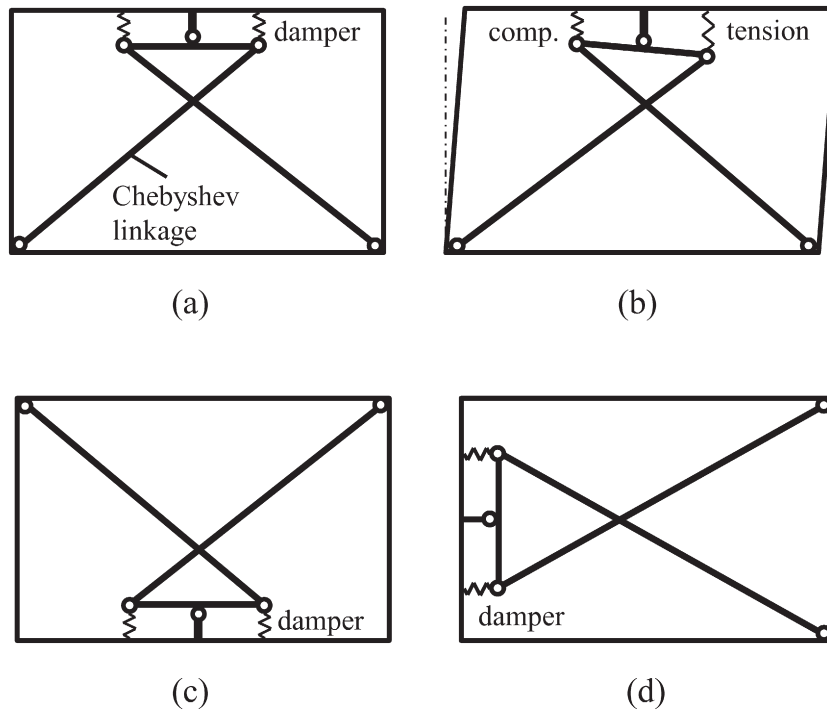 damper
Chebyshev
linkage
(a)
comp.
tension
(b)
damper
(c)
damper
(d)